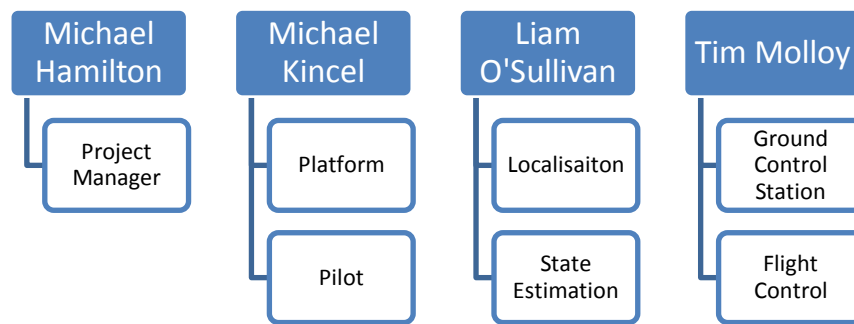 Michael
Hamilton
Project
Manager
Michael
Kincel
Platform
Pilot
Liam
O'Sullivan
Localisaiton
State
Estimation
Tim Molloy
Ground
Control
Station
Flight
Control